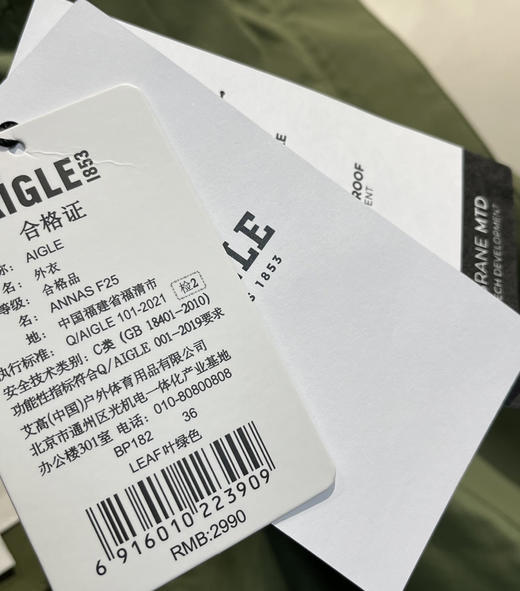 AIGLE
1853
合格证
AIGLE
名: 外衣
等级: 合格品
名: ANNAS F25
地: 中国福建省福清市
执行标准: Q/AIGLE 101-2021 检2
安全技术类别: C类 (GB 18401-2010)
功能性指标符合Q/AIGLE 001-2019要求
艾高(中国)户外体育用品有限公司
北京市通州区光机电一体化产业基地
办公楼301室 电话: 010-80800808
BP182 36
LEAF 叶绿色
6 916010 223909
RMB:2990
GLE
S 1853
E
ROOF
ENT
RANE MTD
ECH DEVELOPMENT